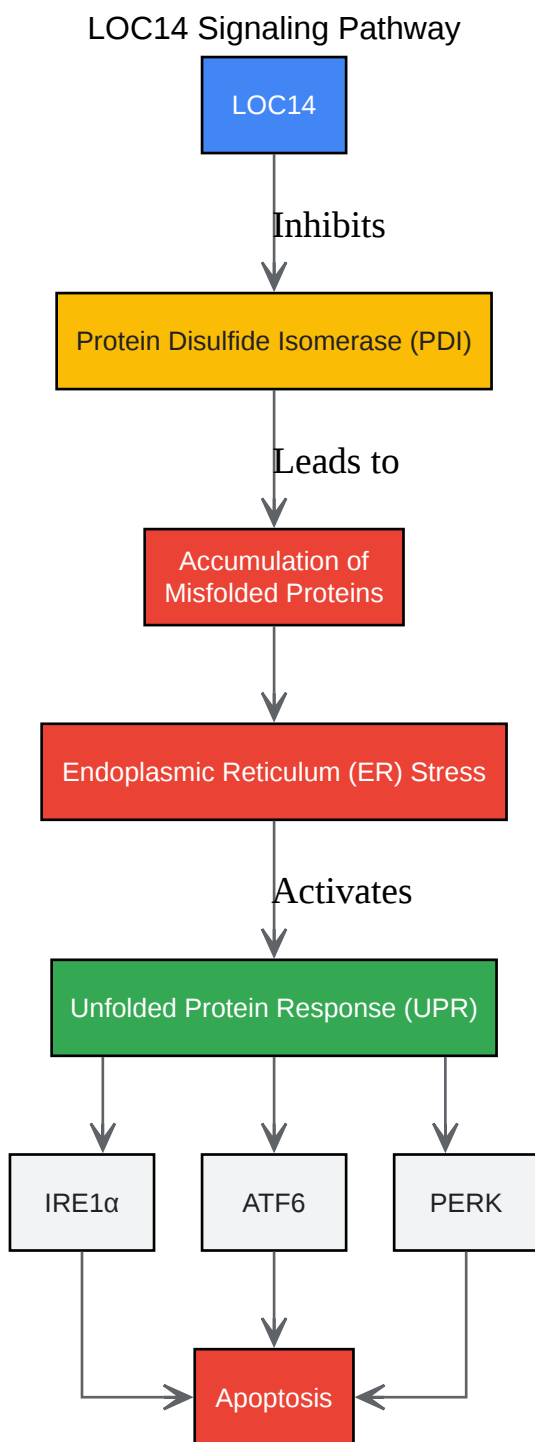 LOC14 Signaling Pathway
LOC14
Inhibits
Protein Disulfide Isomerase (PDI)
Leads to
Accumulation of
Misfolded Proteins
Endoplasmic Reticulum (ER) Stress
Activates
Unfolded Protein Response (UPR)
IRE1α
ATF6
PERK
Apoptosis